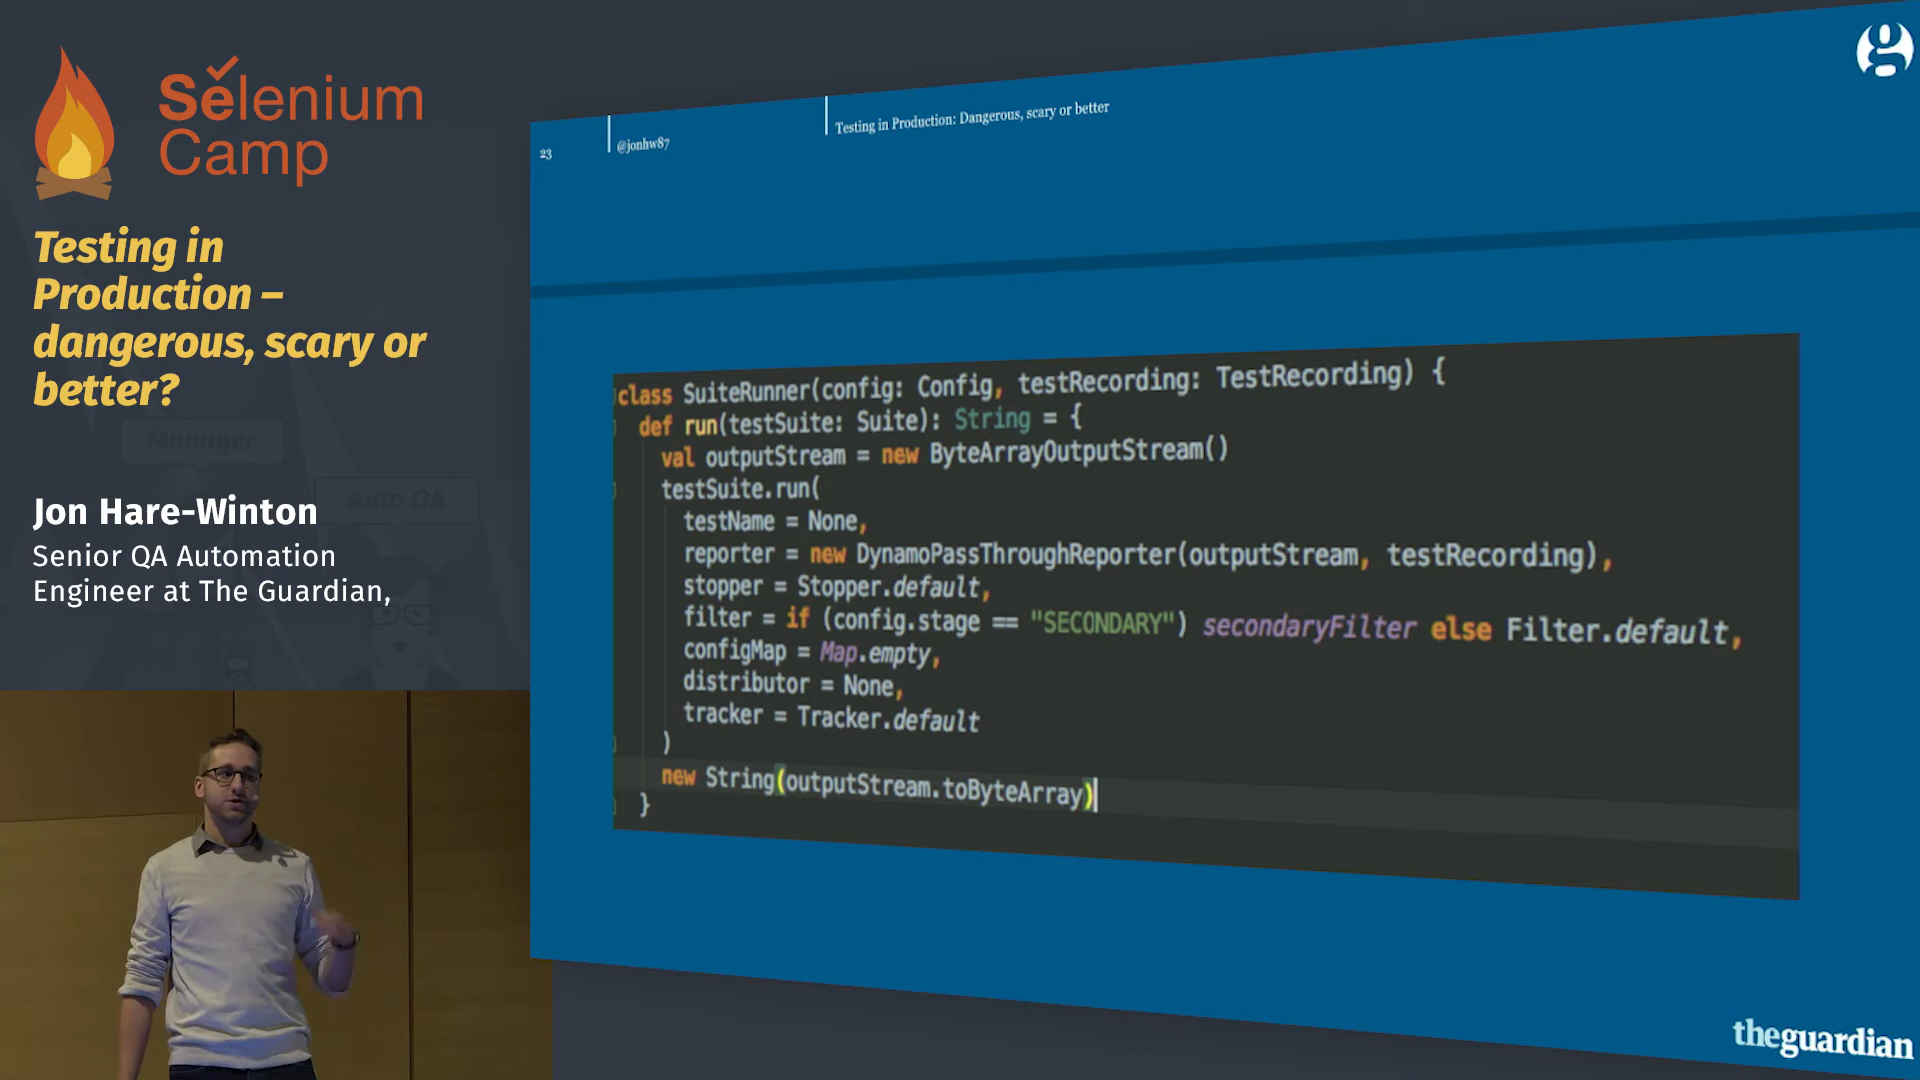 Selenium
Camp
Testing in
Production –
dangerous, scary or
better?
Manager
Auto QA
Jon Hare-Winton
Senior QA Automation
Engineer at The Guardian,
23
@jonhw87
Testing in Production: Dangerous, scary or better
g
class SuiteRunner(config: Config, testRecording: TestRecording) {
def run(testSuite: Suite): String = {
val outputStream = new ByteArrayOutputStream()
testSuite.run(
testName = None,
reporter = new DynamoPassThroughReporter(outputStream, testRecording),
stopper = Stopper.default,
filter = if (config.stage == "SECONDARY") secondaryFilter else Filter.default,
configMap = Map.empty,
distributor = None,
tracker = Tracker.default
)
new String(outputStream.toByteArray)
}
theguardian